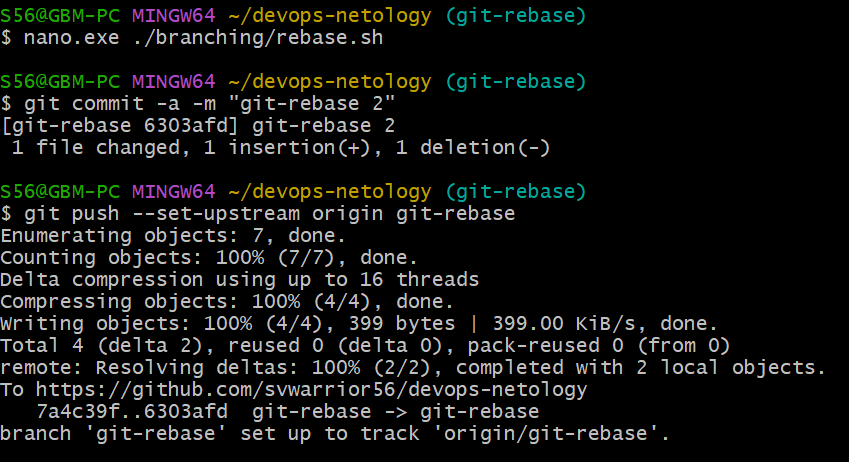 S56@GBM-PC MINGW64 ~/devops-netology (git-rebase)
$ nano.exe ./branching/rebase.sh
S56@GBM-PC MINGW64 ~/devops-netology (git-rebase)
$ git commit -a -m "git-rebase 2"
[git-rebase 6303afd] git-rebase 2
 1 file changed, 1 insertion(+), 1 deletion(-)
S56@GBM-PC MINGW64 ~/devops-netology (git-rebase)
$ git push --set-upstream origin git-rebase
Enumerating objects: 7, done.
Counting objects: 100% (7/7), done.
Delta compression using up to 16 threads
Compressing objects: 100% (4/4), done.
Writing objects: 100% (4/4), 399 bytes | 399.00 KiB/s, done.
Total 4 (delta 2), reused 0 (delta 0), pack-reused 0 (from 0)
remote: Resolving deltas: 100% (2/2), completed with 2 local objects.
To https://github.com/svwarrior56/devops-netology
   7a4c39f..6303afd  git-rebase -> git-rebase
branch 'git-rebase' set up to track 'origin/git-rebase'.